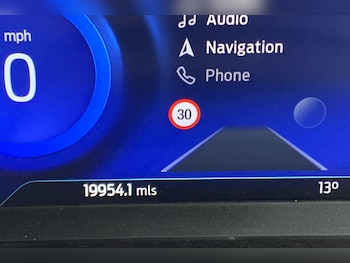 Audio
mph
Navigation
0
Phone
30
19954.1 mls
13°